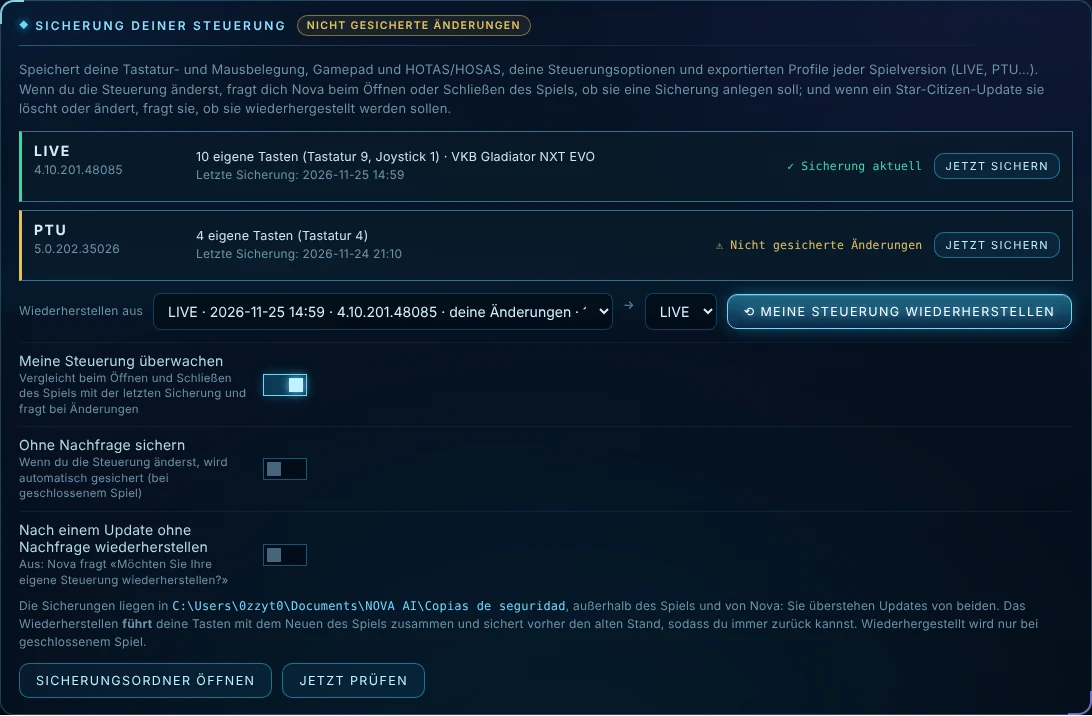 SICHERUNG DEINER STEUERUNG NICHT GESICHERTE ÄNDERUNGEN
Speichert deine Tastatur- und Mausbelegung, Gamepad und HOTAS/HOSAS, deine Steuerungsoptionen und exportierten Profile jeder Spielversion (LIVE, PTU…).
Wenn du die Steuerung änderst, fragt dich Nova beim Öffnen oder Schließen des Spiels, ob sie eine Sicherung anlegen soll; und wenn ein Star-Citizen-Update sie
löscht oder ändert, fragt sie, ob sie wiederhergestellt werden sollen.
LIVE
4.10.201.48085
10 eigene Tasten (Tastatur 9, Joystick 1) · VKB Gladiator NXT EVO
Letzte Sicherung: 2026-11-25 14:59
✓ Sicherung aktuell
JETZT SICHERN
PTU
5.0.202.35026
4 eigene Tasten (Tastatur 4)
Letzte Sicherung: 2026-11-24 21:10
⚠ Nicht gesicherte Änderungen
JETZT SICHERN
Wiederherstellen aus LIVE · 2026-11-25 14:59 · 4.10.201.48085 · deine Änderungen · → LIVE ⟲ MEINE STEUERUNG WIEDERHERSTELLEN
Meine Steuerung überwachen
Vergleicht beim Öffnen und Schließen
des Spiels mit der letzten Sicherung und
fragt bei Änderungen
Ohne Nachfrage sichern
Wenn du die Steuerung änderst, wird
automatisch gesichert (bei
geschlossenem Spiel)
Nach einem Update ohne
Nachfrage wiederherstellen
Aus: Nova fragt «Möchten Sie Ihre
eigene Steuerung wiederherstellen?»
Die Sicherungen liegen in C:\Users\0zzyt0\Documents\NOVA AI\Copias de seguridad, außerhalb des Spiels und von Nova: Sie überstehen Updates von beiden. Das
Wiederherstellen führt deine Tasten mit dem Neuen des Spiels zusammen und sichert vorher den alten Stand, sodass du immer zurück kannst. Wiederhergestellt wird nur bei
geschlossenem Spiel.
SICHERUNGSORDNER ÖFFNEN JETZT PRÜFEN